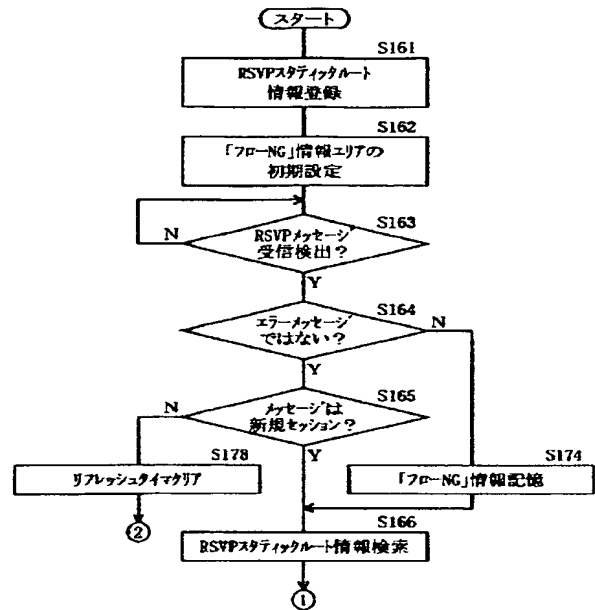 スタート
S161
RSVPスタティッタルート
情報登録
S162
「フローNG」情報エリアの
初期設定
S163
N
RSVPメッセージ
受信検出?
Y
S164
エラーメッセージ
ではない?
N
Y
S165
N
メッセージは
新規セッション?
Y
S178
リフレッシュタイマクリア
S174
「フローNG」情報記憶
②
S166
RSVPスタティックルート情報検索
①